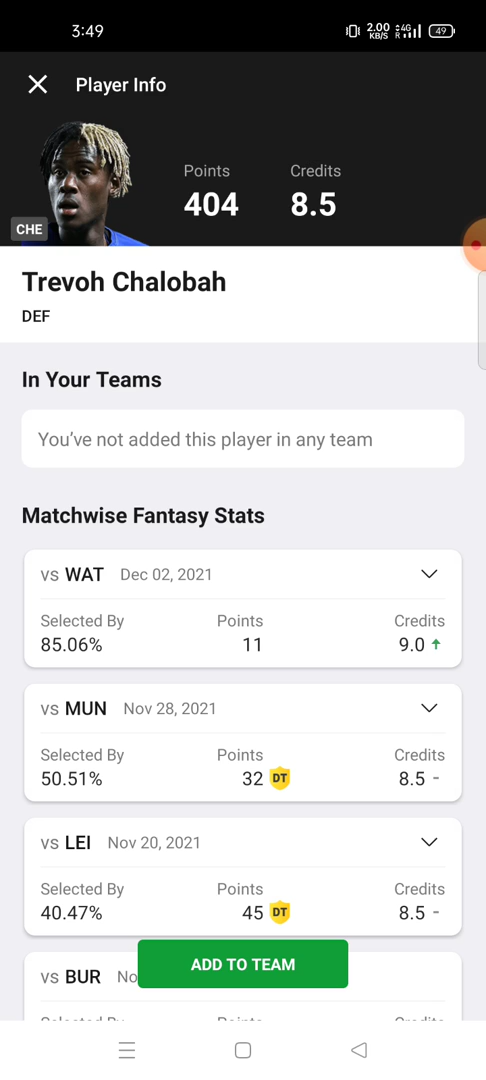 3:49
2.00
KB/S
4G
R
49
Player Info
Points
Credits
404
8.5
CHE
Trevoh Chalobah
DEF
In Your Teams
You’ve not added this player in any team
Matchwise Fantasy Stats
vs WAT Dec 02, 2021
Selected By Points Credits
85.06% 11 9.0
vs MUN Nov 28, 2021
Selected By Points Credits
50.51% 32 DT 8.5 -
vs LEI Nov 20, 2021
Selected By Points Credits
40.47% 45 DT 8.5 -
ADD TO TEAM
vs BUR No